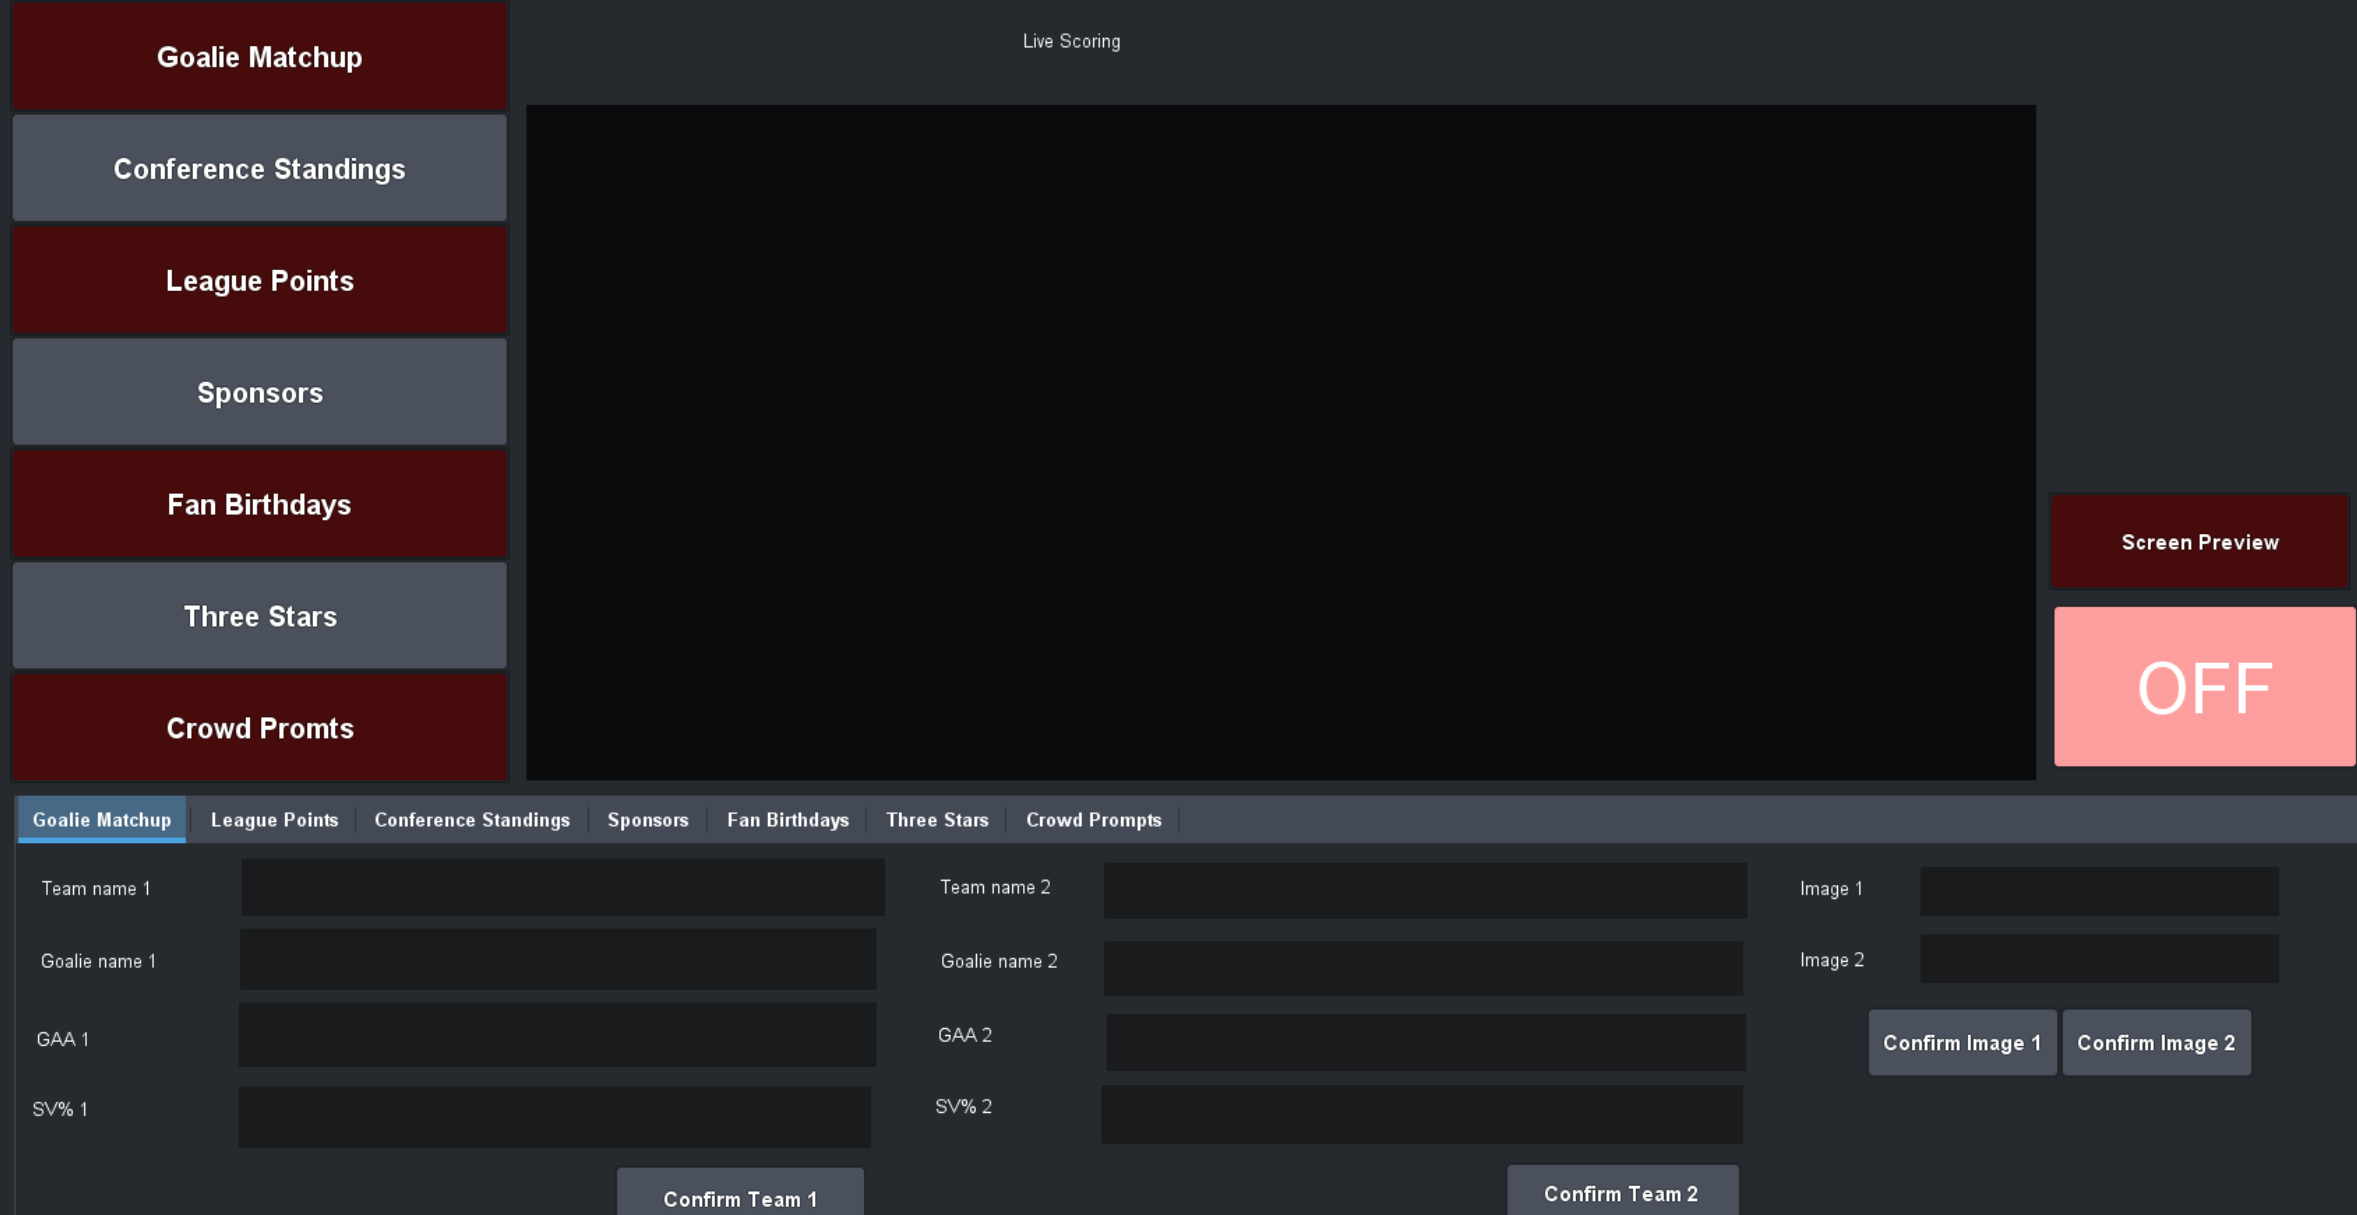 Goalie Matchup
Live Scoring
Conference Standings
League Points
Sponsors
Fan Birthdays
Three Stars
Crowd Promts
Screen Preview
OFF
Goalie Matchup League Points Conference Standings Sponsors Fan Birthdays Three Stars Crowd Prompts
Team name 1 Team name 2 Image 1
Goalie name 1 Goalie name 2 Image 2
GAA 1 GAA 2 Confirm Image 1 Confirm Image 2
SV% 1 SV% 2
Confirm Team 1 Confirm Team 2